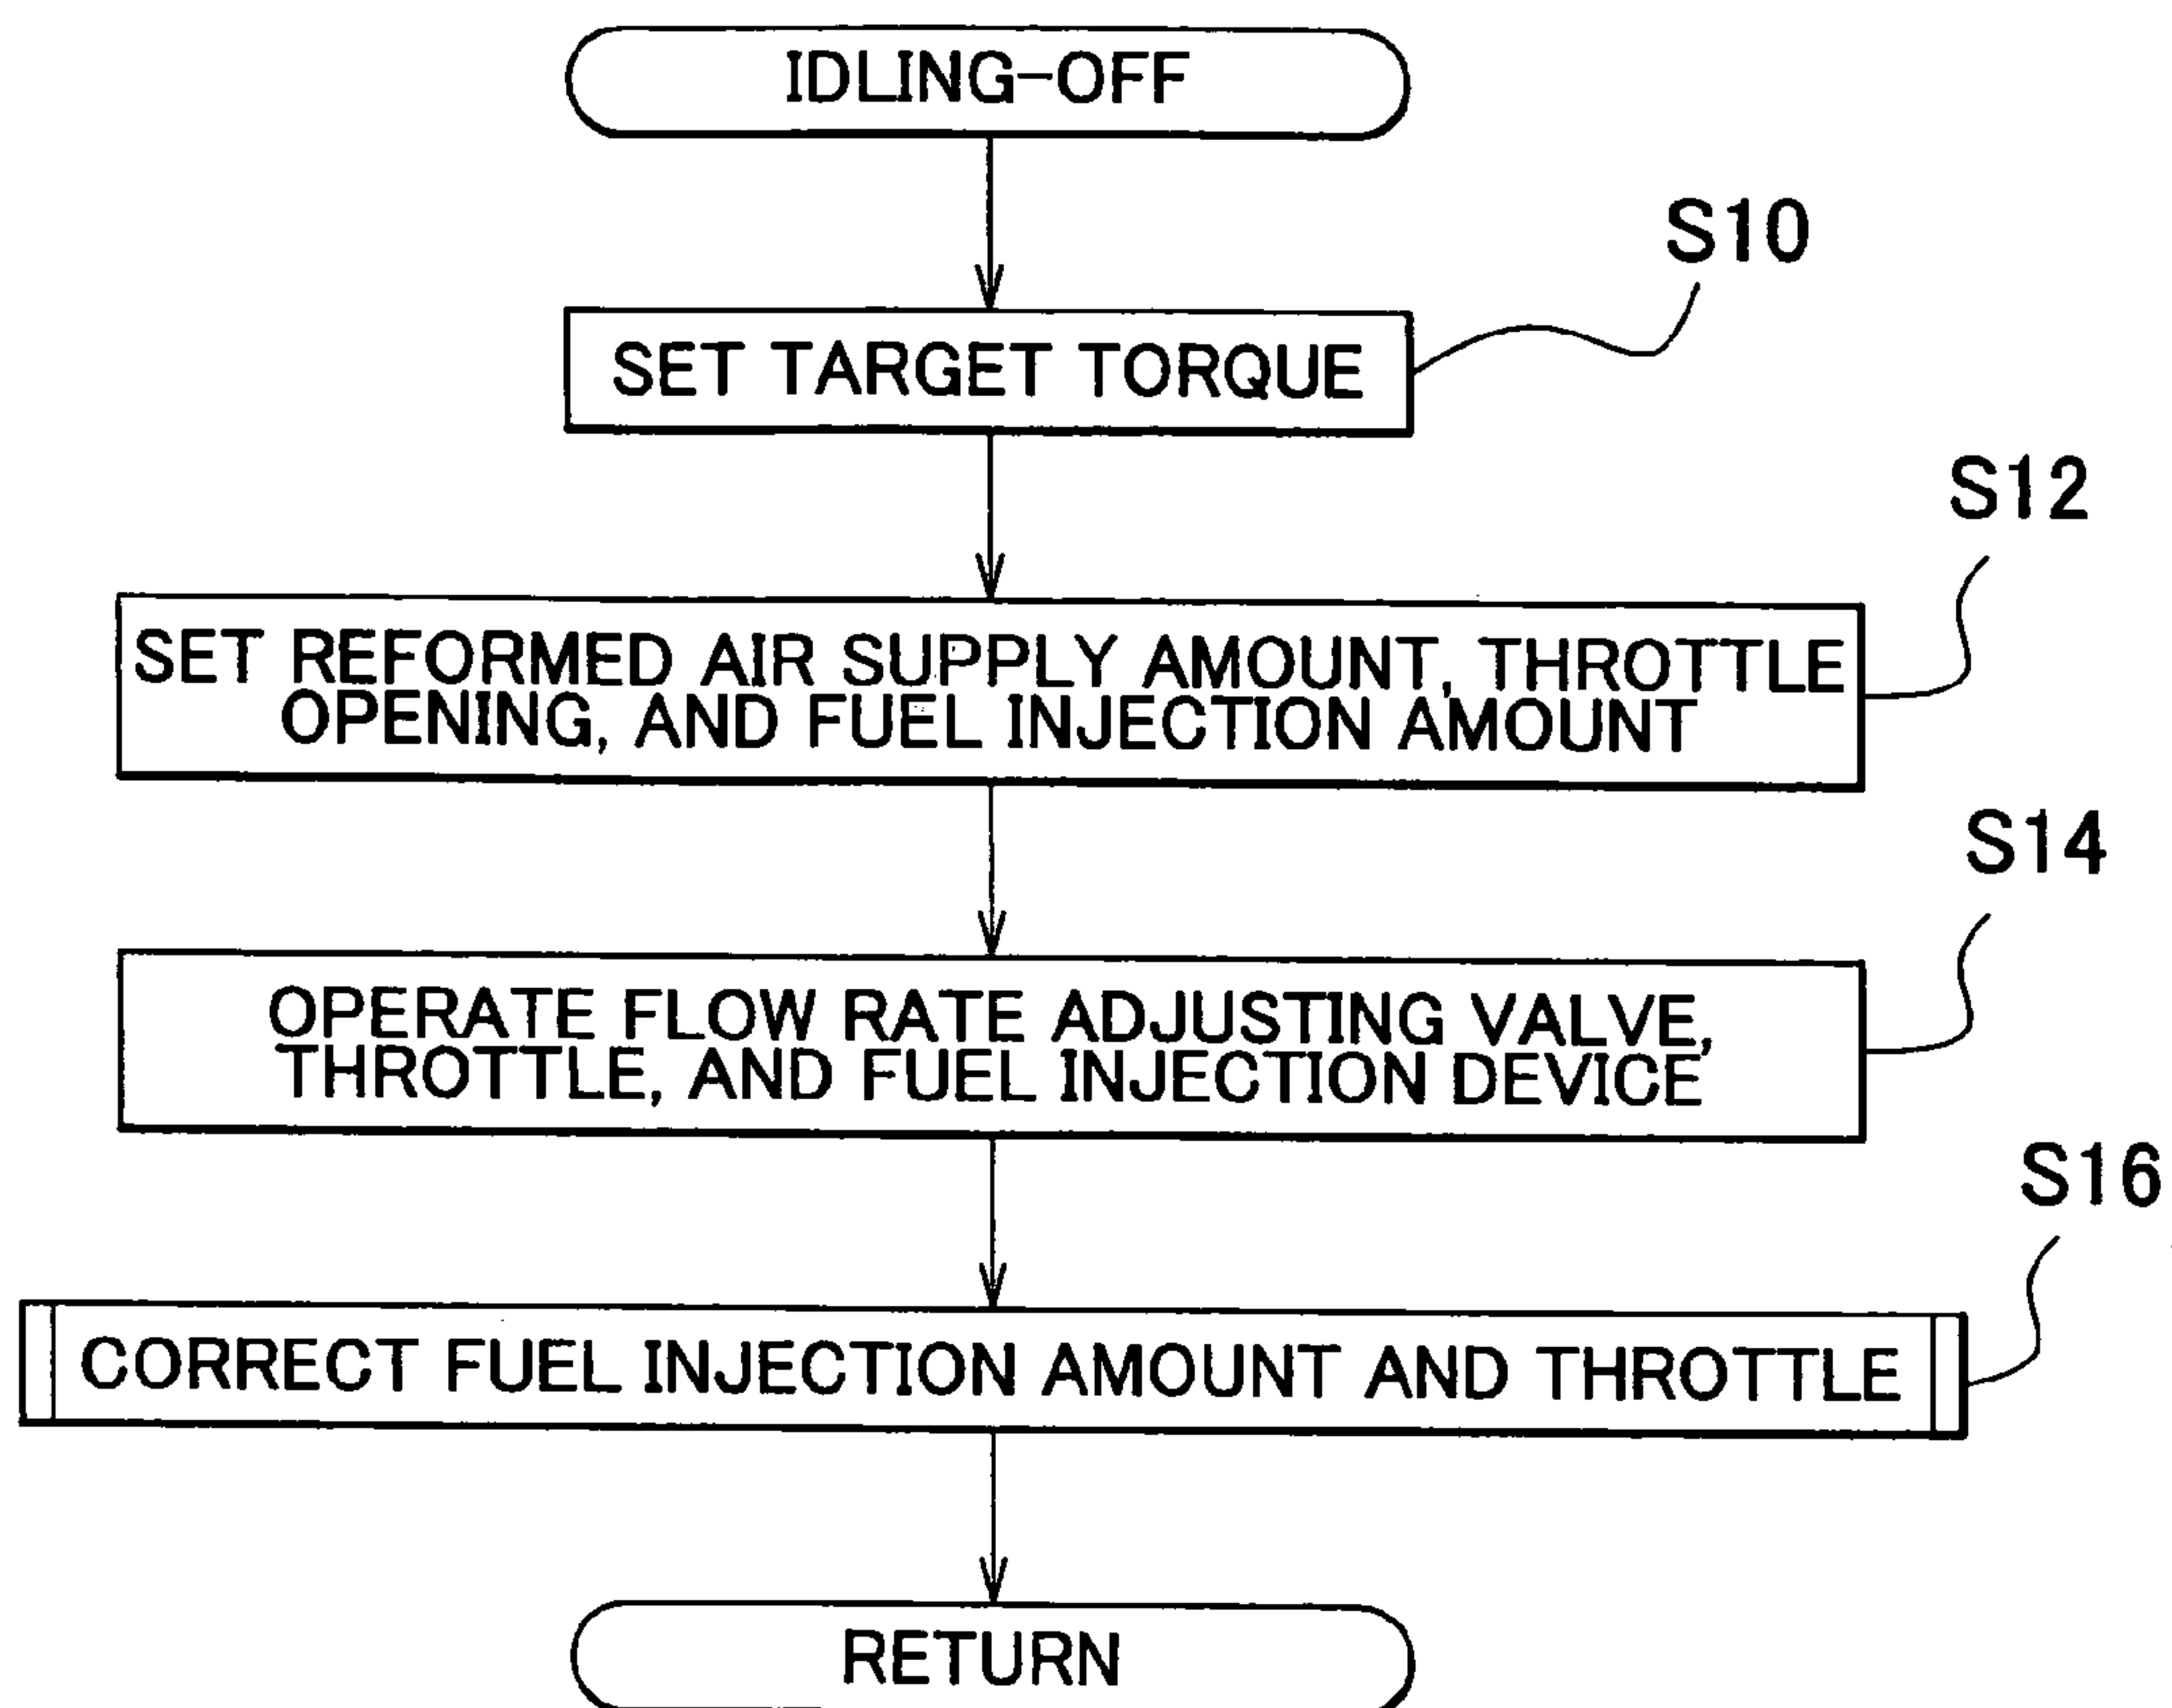 IDLING-OFF
S10
SET TARGET TORQUE
S12
SET REFORMED AIR SUPPLY AMOUNT, THROTTLE
OPENING, AND FUEL INJECTION AMOUNT
S14
OPERATE FLOW RATE ADJUSTING VALVE,
THROTTLE, AND FUEL INJECTION DEVICE
S16
CORRECT FUEL INJECTION AMOUNT AND THROTTLE
RETURN